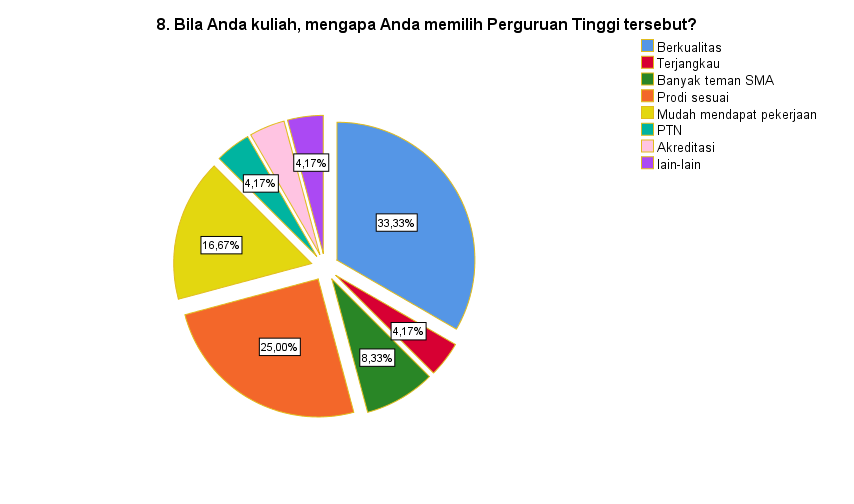 8. Bila Anda kuliah, mengapa Anda memilih Perguruan Tinggi tersebut?
Berkualitas
Terjangkau
Banyak teman SMA
Prodi sesuai
Mudah mendapat pekerjaan
PTN
Akreditasi
lain-lain
4,17%
4,17%
33,33%
16,67%
4,17%
25,00%
8,33%